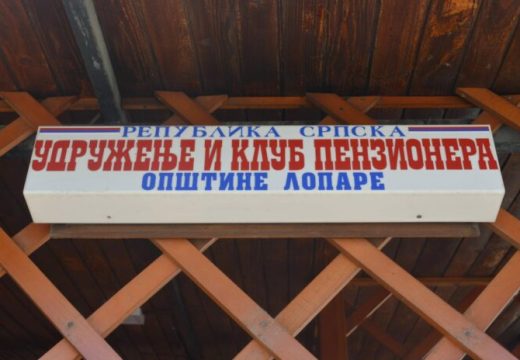 РЕПУБЛИКА СРПСКА
УДРУЖЕЊЕ И КЛУБ ПЕНЗИОНЕРА
ОПШТИНЕ ЛОПАРЕ